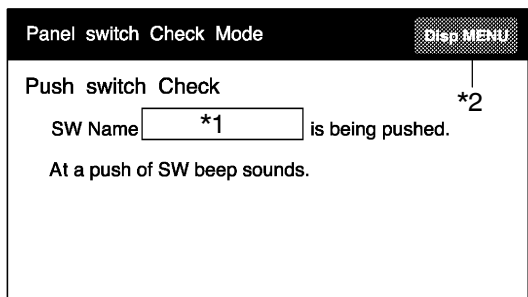 Panel switch Check Mode Disp MENU
*2
Push switch Check
SW Name *1 is being pushed.
At a push of SW beep sounds.